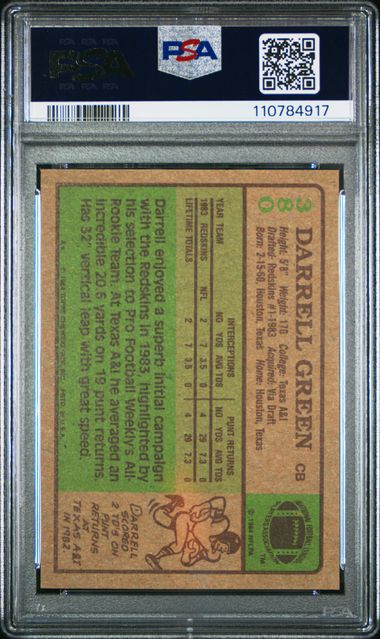 PSA
PSA
110784917
380
DARRELL GREEN CB
Height: 5'8" Weight: 170 College: Texas A&I
Drafted: Redskins #1-1983 Acquired: Via Draft
Born: 2-15-60, Houston, Texas Home: Houston, Texas
INTERCEPTIONS PUNT RETURNS
YEAR TEAM NO YDS AVG TDS NO YDS AVG TDS
1983 REDSKINS NFL 2 7 3.5 0 4 29 7.3 0
LIFETIME TOTALS 2 7 3.5 0 4 29 7.3 0
Darrell enjoyed a superb initial campaign
with the Redskins in 1983, highlighted by
his selection to Pro Football Weekly's All-
Rookie Team. At Texas A&I he averaged an
incredible 20.6 yards on 19 punt returns.
Has 32" vertical leap with great speed.
DARRELL
SCORED
2 TD'S ON
PUNT
RETURNS
AT
TEXAS A&I
IN 1982.
© 1984 NFLPA
TM